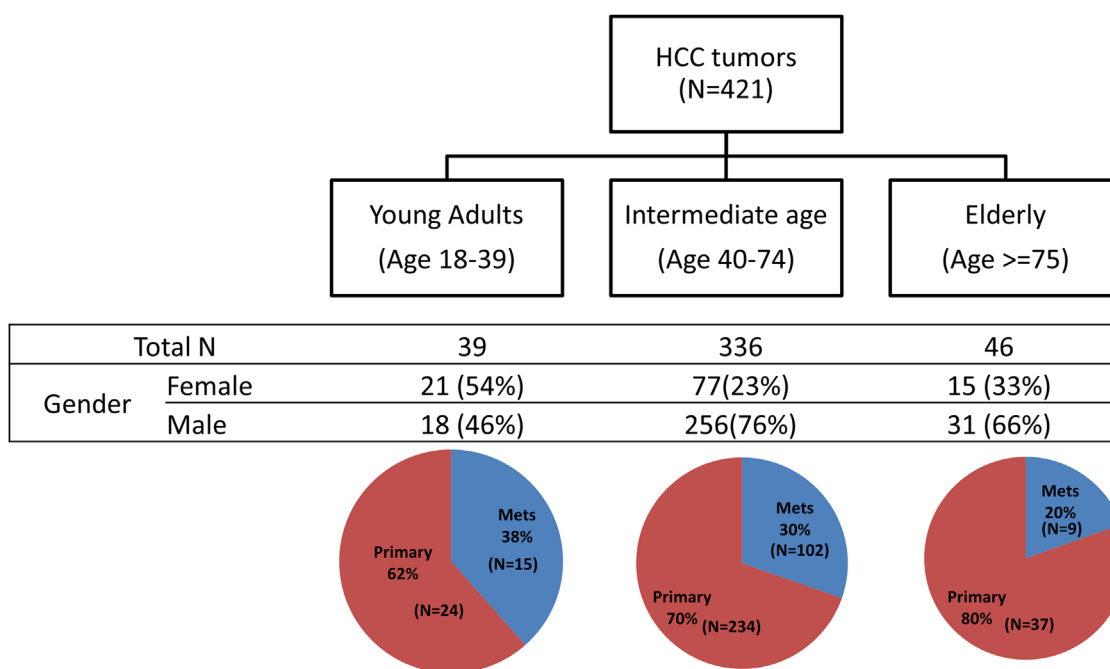 HCC tumors
(N=421)
Young Adults
(Age 18-39)
Intermediate age
(Age 40-74)
Elderly
(Age >=75)
Total N 39 336 46
Gender
Female 21 (54%) 77(23%) 15 (33%)
Male 18 (46%) 256(76%) 31 (66%)
Mets
38%
(N=15)
Primary
62%
(N=24)
Mets
30%
(N=102)
Primary
70%
(N=234)
Mets
20%
(N=9)
Primary
80%
(N=37)